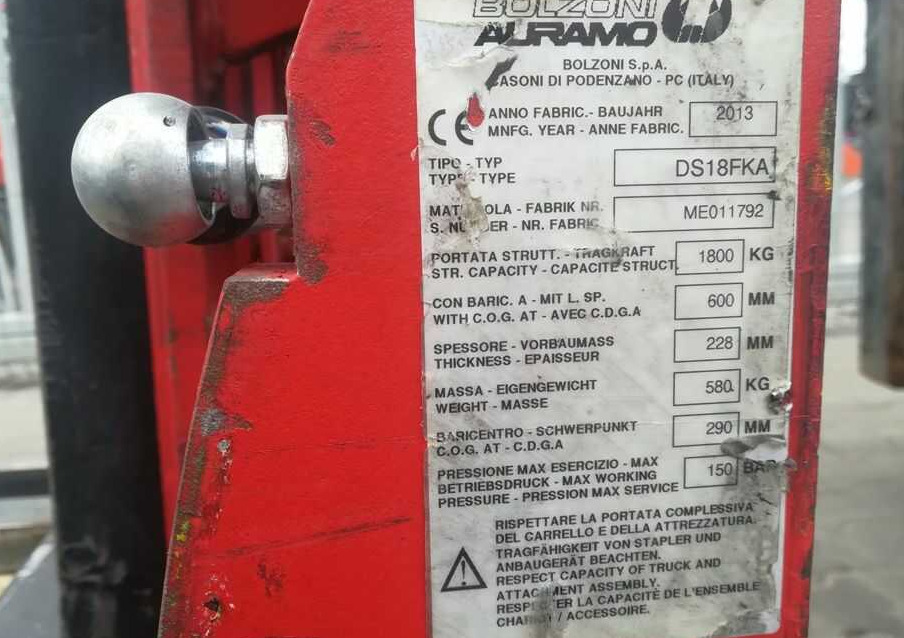 BOLZONI
AURAMO
BOLZONI S.p.A.
CASONI DI PODENZANO - PC (ITALY)
CE
ANNO FABRIC.- BAUJAHR
MNFG. YEAR - ANNE FABRIC.
2013
TIPO - TYP
TYPE - TYPE
DS18FKA
MATRICOLA - FABRIK NR.
S. NUMBER - NR. FABRIC
ME011792
PORTATA STRUTT. - TRAGKRAFT
STR. CAPACITY - CAPACITE STRUCT.
1800 KG
CON BARIC. A - MIT L. SP.
WITH C.O.G. AT - AVEC C.D.G.A
600 MM
SPESSORE - VORBAUMASS
THICKNESS - EPAISSEUR
228 MM
MASSA - EIGENGEWICHT
WEIGHT - MASSE
580 KG
BARICENTRO - SCHWERPUNKT
C.O.G. AT - C.D.G.A
290 MM
PRESSIONE MAX ESERCIZIO - MAX
BETRIEBSDRUCK - MAX WORKING
PRESSURE - PRESSION MAX SERVICE
150 BAR
RISPETTARE LA PORTATA COMPLESSIVA
DEL CARRELLO E DELLA ATTREZZATURA.
TRAGFÄHIGKEIT VON STAPLER UND
ANBAUGERÄT BEACHTEN.
RESPECT CAPACITY OF TRUCK AND
ATTACHMENT ASSEMBLY.
RESPECTER LA CAPACITÈ DE L'ENSEMBLE
CHARIOT / ACCESSOIRE.